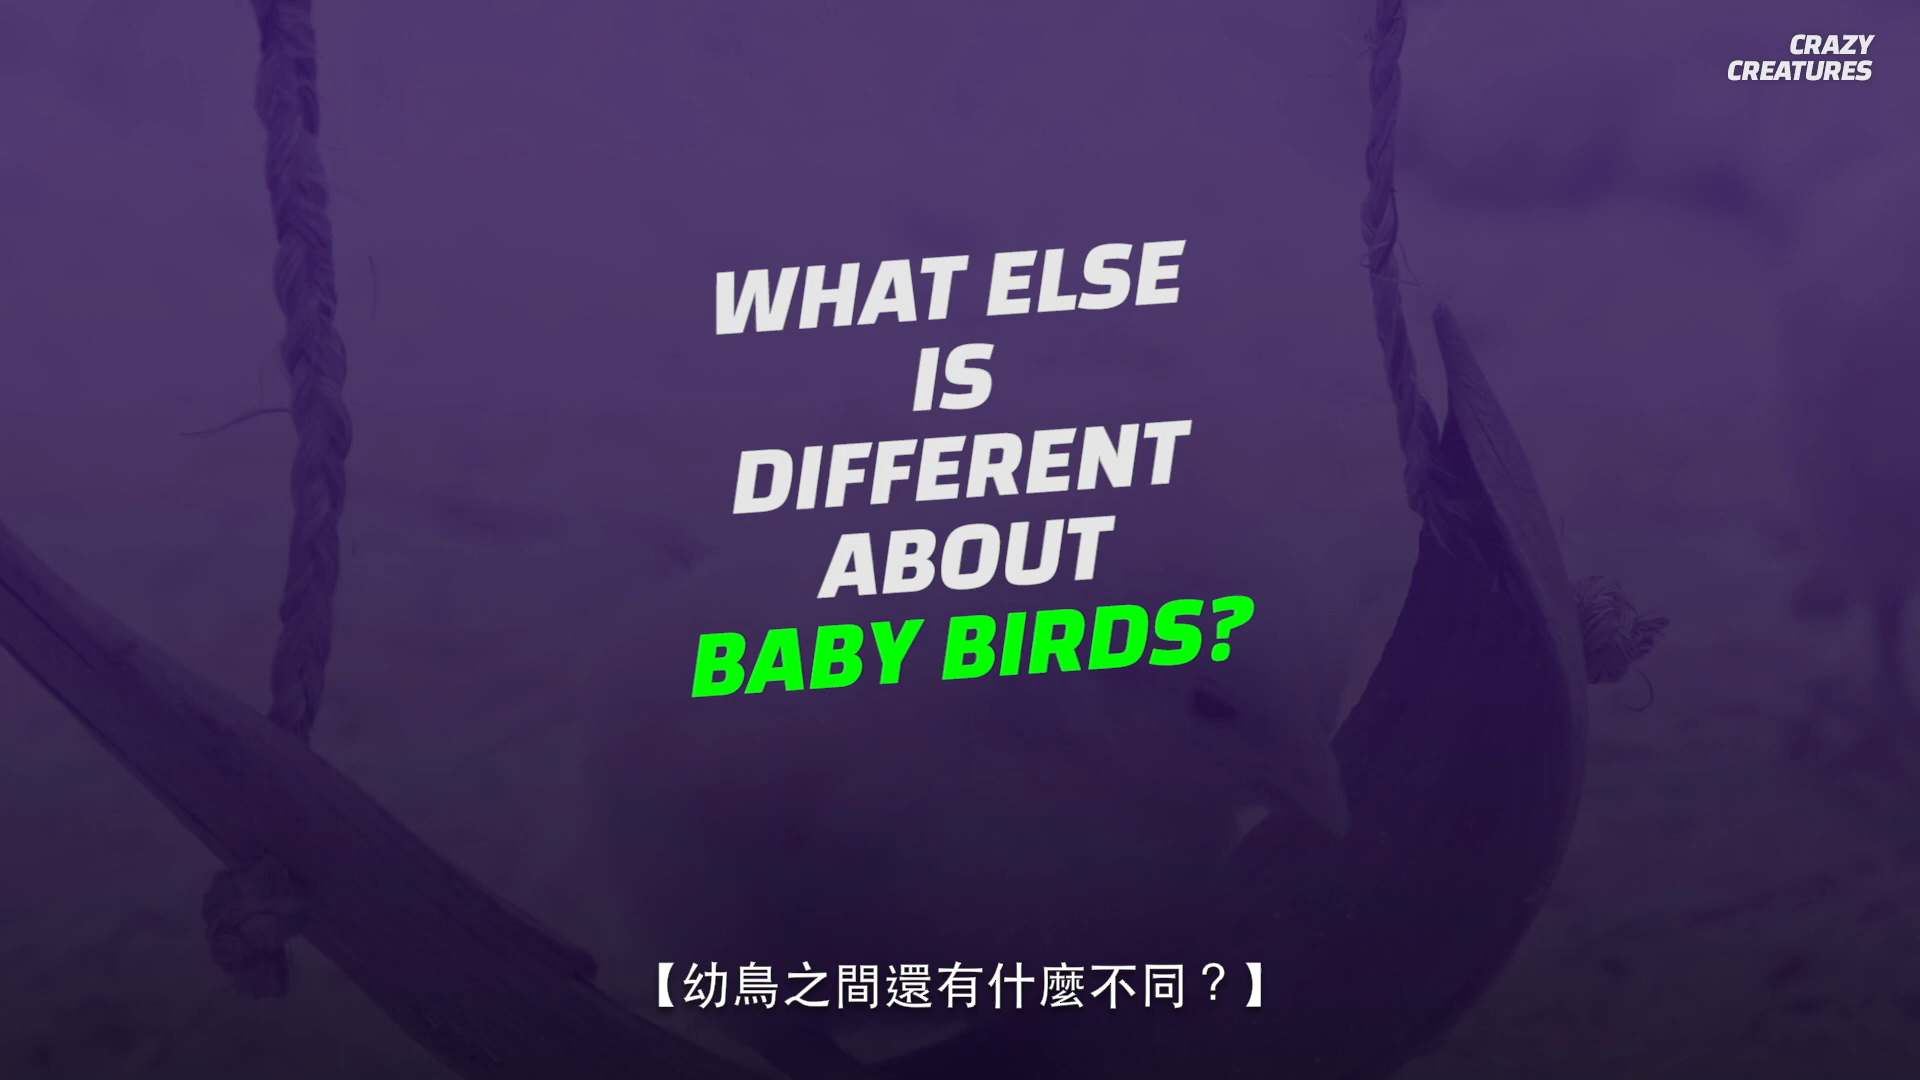 CRAZY
CREATURES
WHAT ELSE
IS
DIFFERENT
ABOUT
BABY BIRDS?
【幼鳥之間還有什麼不同？】